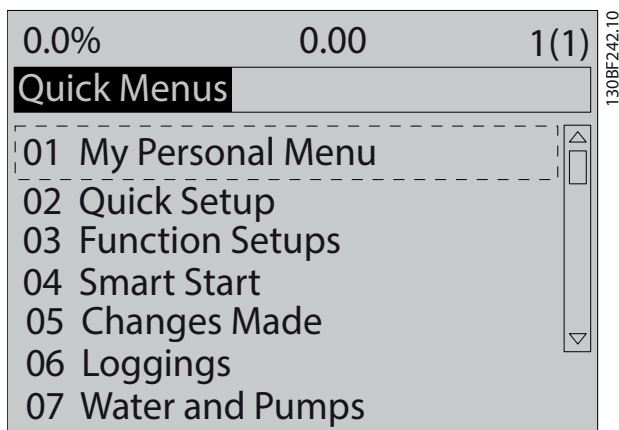 0.0% 0.00 1(1)
Quick Menus
01 My Personal Menu
02 Quick Setup
03 Function Setups
04 Smart Start
05 Changes Made
06 Loggings
07 Water and Pumps
130BF242.10